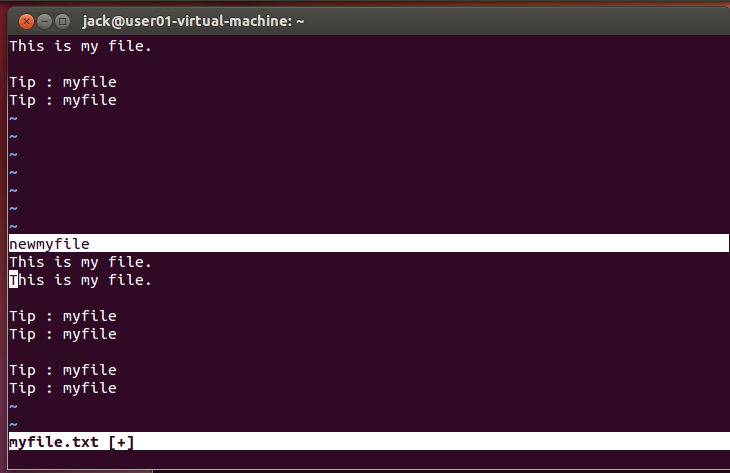 jack@user01-virtual-machine: ~
This is my file.
Tip : myfile
Tip : myfile
~
~
~
~
~
~
~
newmyfile
This is my file.
This is my file.
Tip : myfile
Tip : myfile
Tip : myfile
Tip : myfile
~
~
myfile.txt [+]